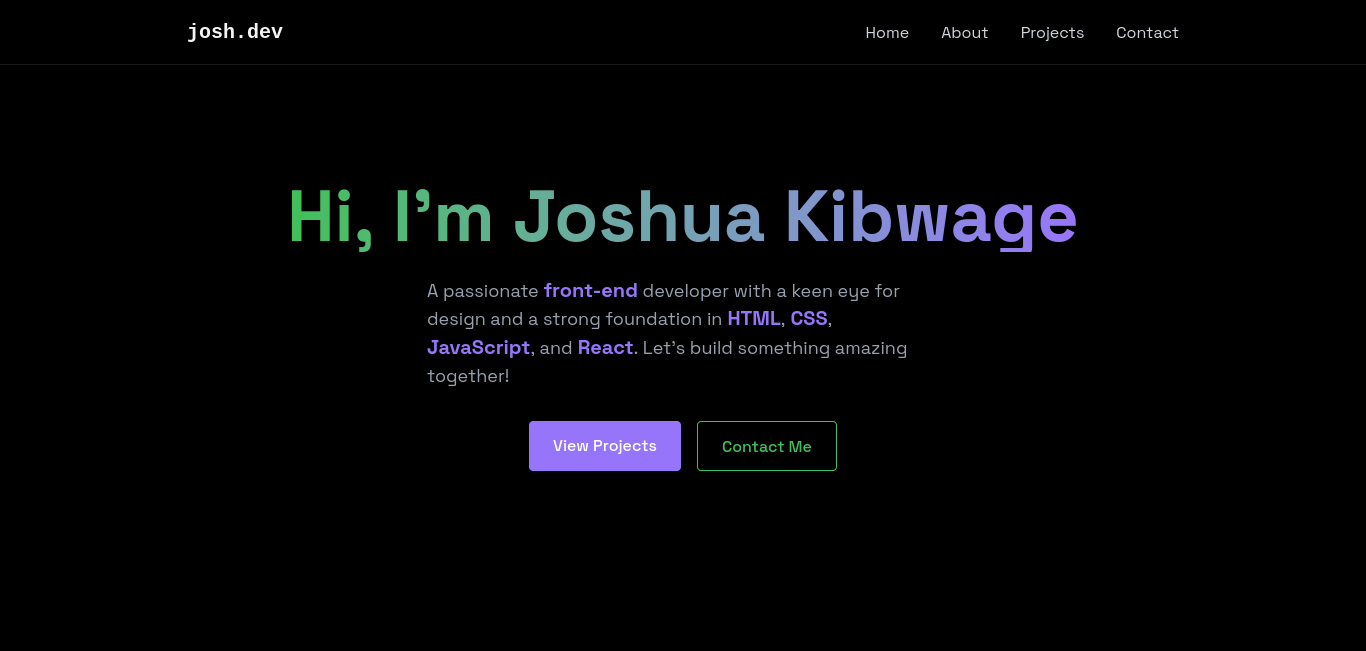 josh.dev
Home About Projects Contact
Hi, I’m Joshua Kibwage
A passionate front-end developer with a keen eye for
design and a strong foundation in HTML, CSS,
JavaScript, and React. Let’s build something amazing
together!
View Projects
Contact Me